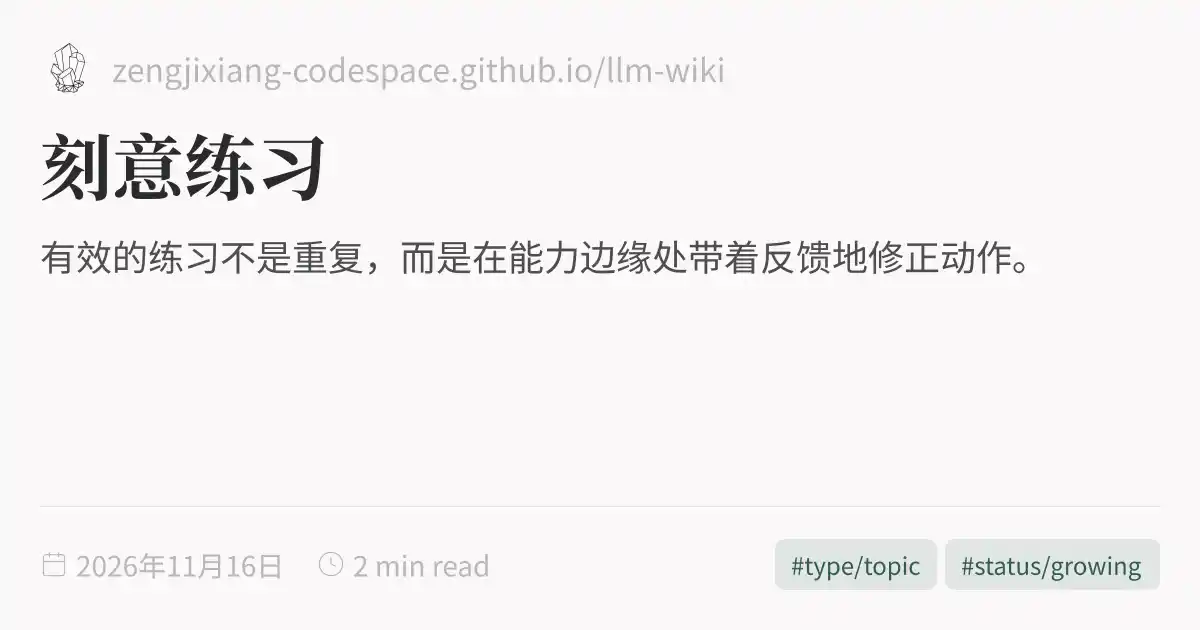 zengjixiang-codespace.github.io/llm-wiki
刻意练习
有效的练习不是重复，而是在能力边缘处带着反馈地修正动作。
2026年11月16日 2 min read #type/topic #status/growing